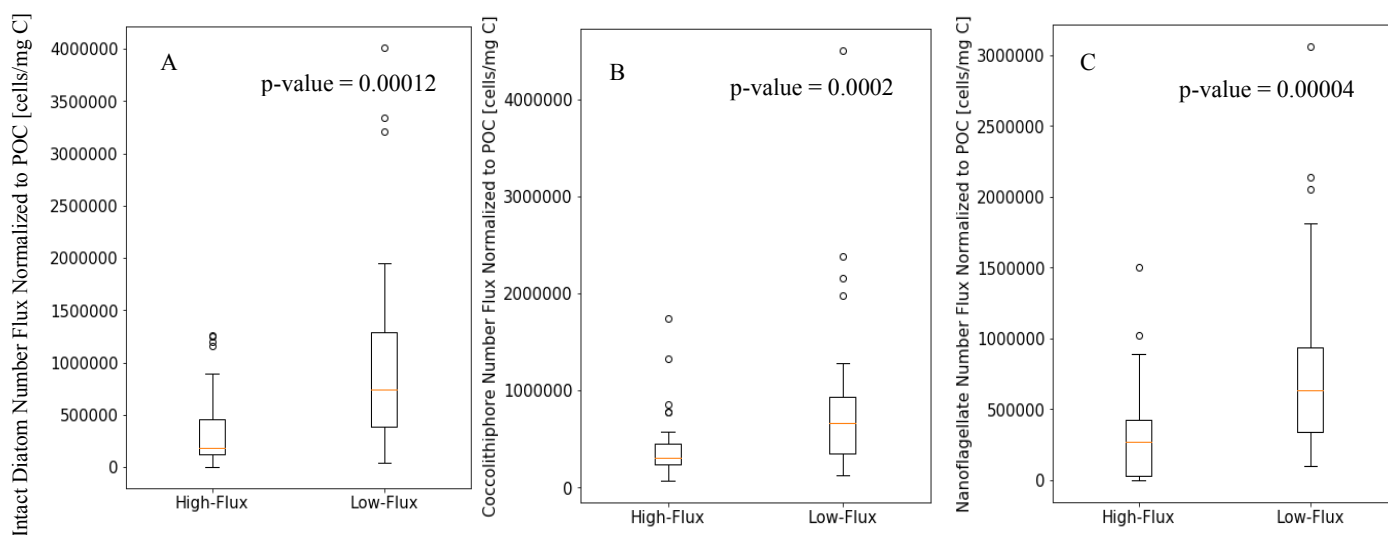 Intact Diatom Number Flux Normalized to POC [cells/mg C]
A
p-value = 0.00012
4000000
3500000
3000000
2500000
2000000
1500000
1000000
500000
0
High-Flux
Low-Flux
Coccolithiphore Number Flux Normalized to POC [cells/mg C]
B
p-value = 0.0002
4000000
3000000
2000000
1000000
0
High-Flux
Low-Flux
Nanoflagellate Number Flux Normalized to POC [cells/mg C]
C
p-value = 0.00004
3000000
2500000
2000000
1500000
1000000
500000
0
High-Flux
Low-Flux